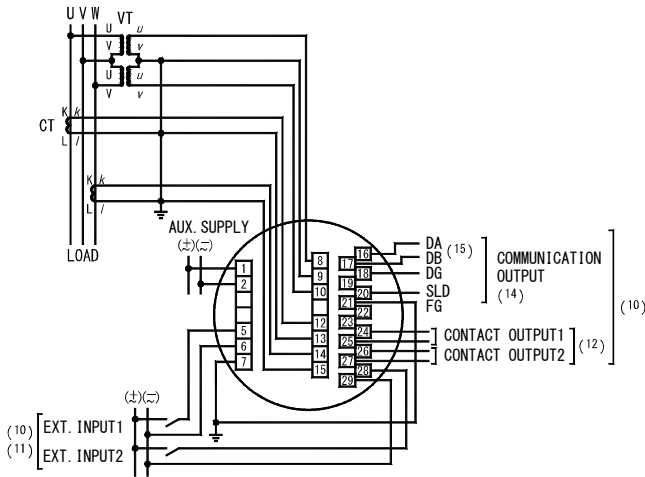 U V W VT
U u
V v
U u
V v
K k
CT
L l
K k
L l
LOAD
AUX. SUPPLY
(±) (−)
1
2
5
6
7
8
9
10
12
13
14
15
16
17
18
19
20
21
22
23
24
25
26
27
28
29
DA
DB (15)
DG
SLD
FG
COMMUNICATION
OUTPUT
(14)
(10)
CONTACT OUTPUT1
CONTACT OUTPUT2
(12)
(±) (−)
(10)
(11)
EXT. INPUT1
EXT. INPUT2